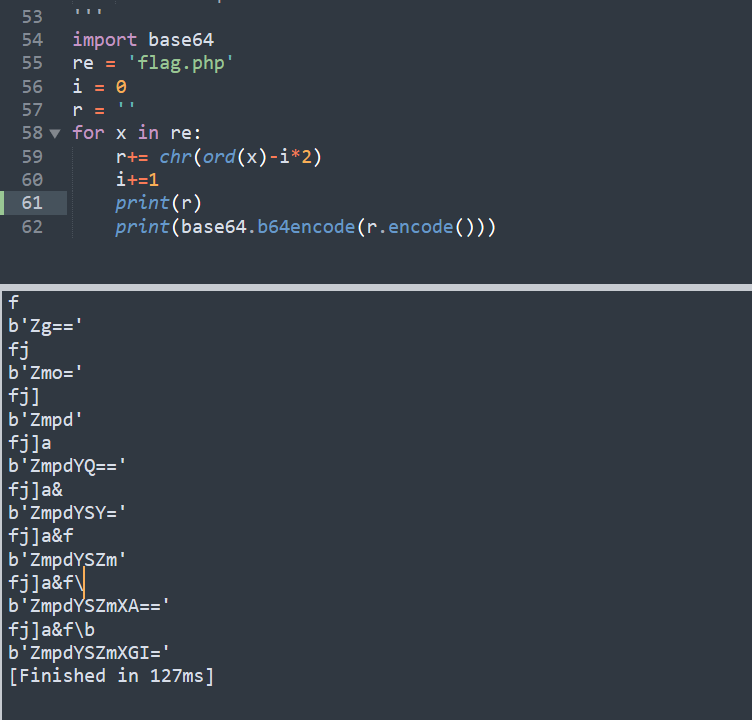 53 '''
54 import base64
55 re = 'flag.php'
56 i = 0
57 r = ''
58 for x in re:
59     r+= chr(ord(x)-i*2)
60     i+=1
61     print(r)
62     print(base64.b64encode(r.encode()))
f
b'Zg=='
fj
b'Zmo='
fj]
b'Zmpd'
fj]a
b'ZmpdYQ=='
fj]a&
b'ZmpdYSY='
fj]a&f
b'ZmpdYSZm'
fj]a&f\
b'ZmpdYSZmXA=='
fj]a&f\b
b'ZmpdYSZmXGI='
[Finished in 127ms]